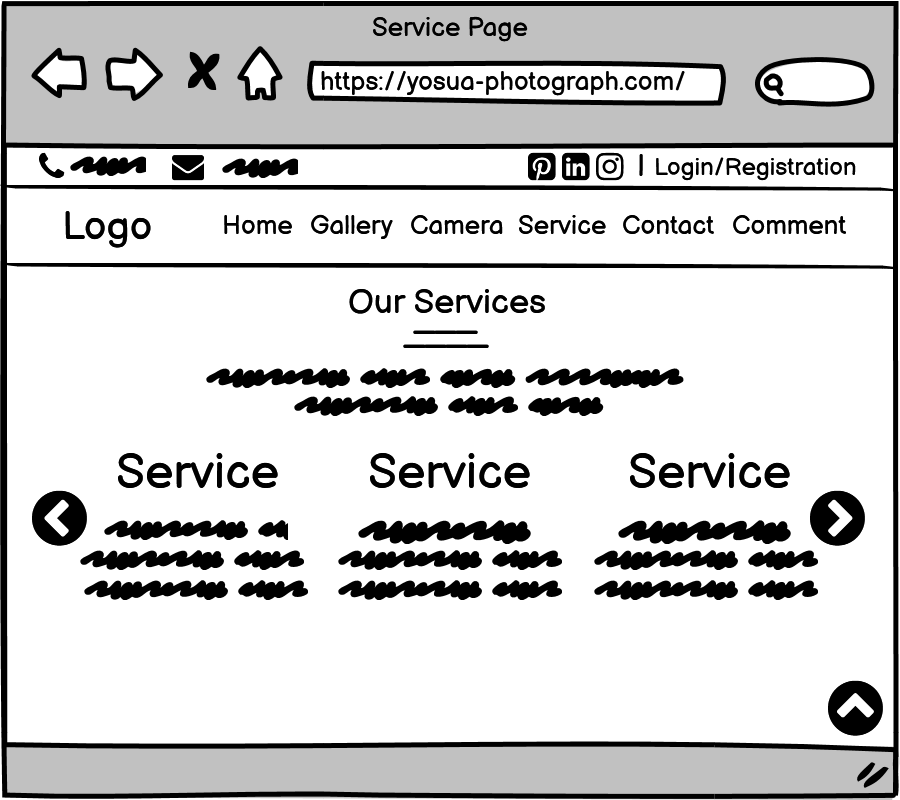 Service Page
https://yosua-photograph.com/
| Login/Registration
Logo Home Gallery Camera Service Contact Comment
Our Services
Service Service Service